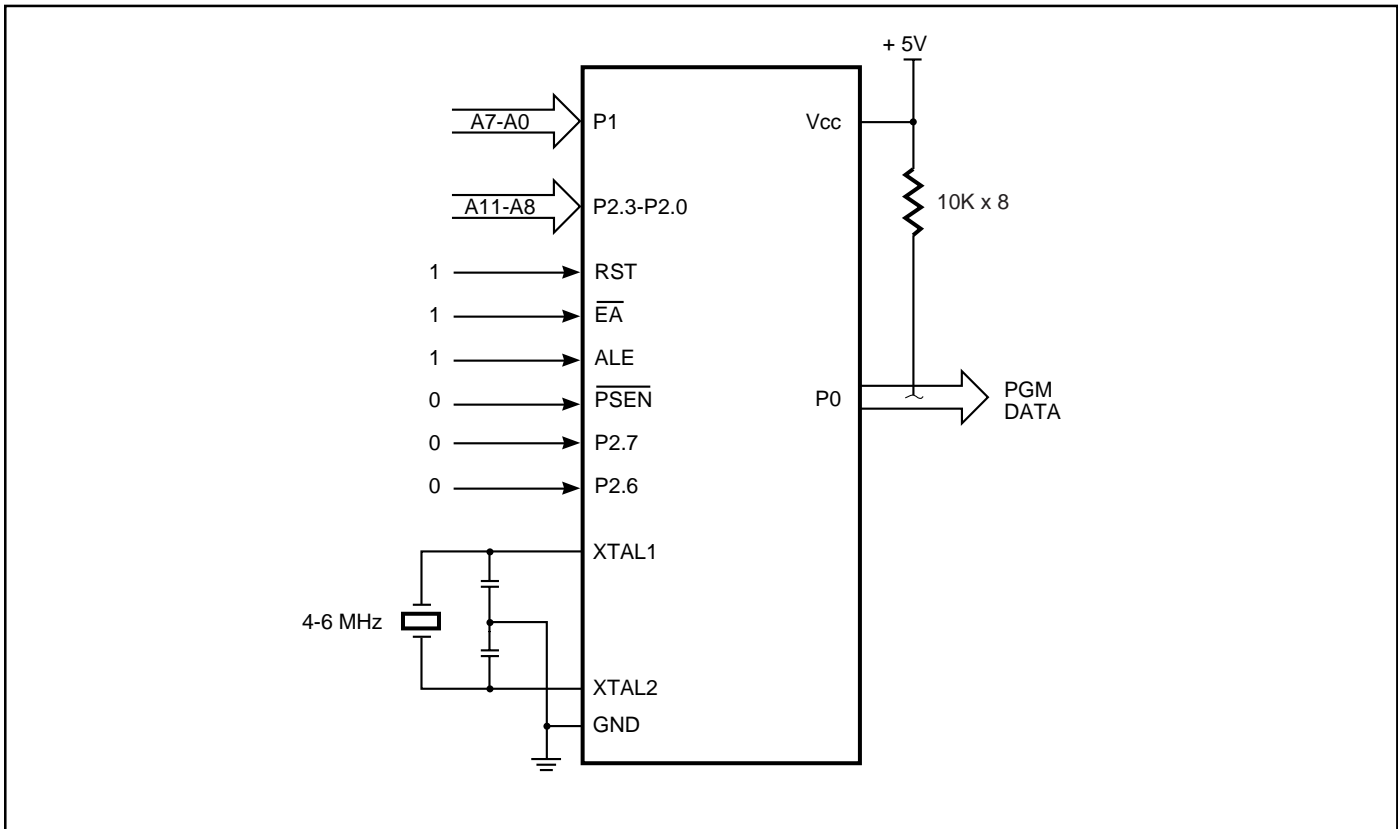 + 5V
A7-A0 P1 Vcc
A11-A8 P2.3-P2.0 10K x 8
1 RST
1 EA
1 ALE
0 PSEN P0 PGM
DATA
0 P2.7
0 P2.6
XTAL1
4-6 MHz
XTAL2
GND